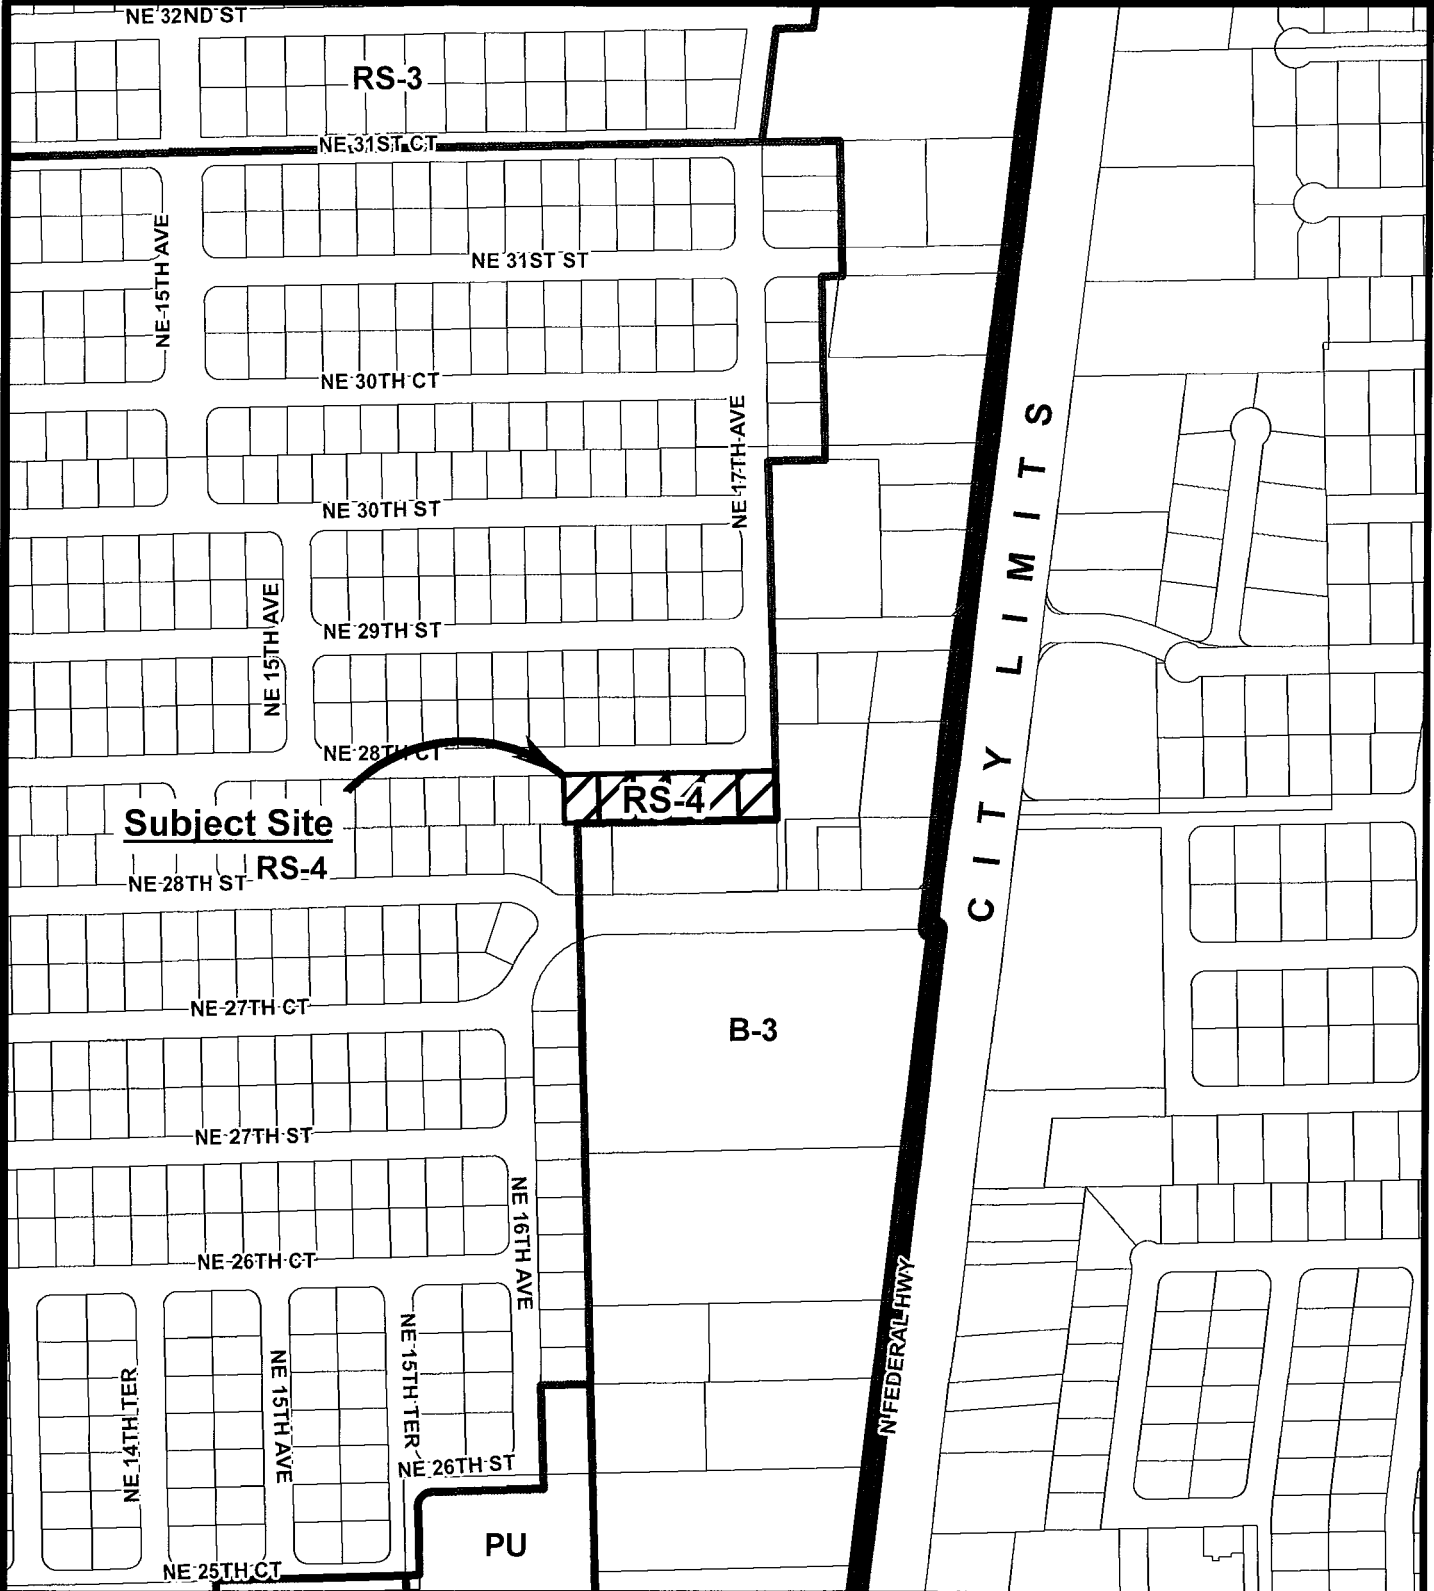 NE 32ND ST
RS-3
NE 31ST CT
NE 15TH AVE
NE 31ST ST
NE 30TH CT
NE 17TH AVE
CITY LIMITS
NE 30TH ST
NE 15TH AVE
NE 29TH ST
NE 28TH CT
RS-4
Subject Site
RS-4
NE 28TH ST
NE 27TH CT
B-3
NE 27TH ST
NE 16TH AVE
NE 26TH CT
N FEDERAL HWY
NE 14TH TER
NE 15TH AVE
NE 15TH TER
NE 26TH ST
PU
NE 25TH CT